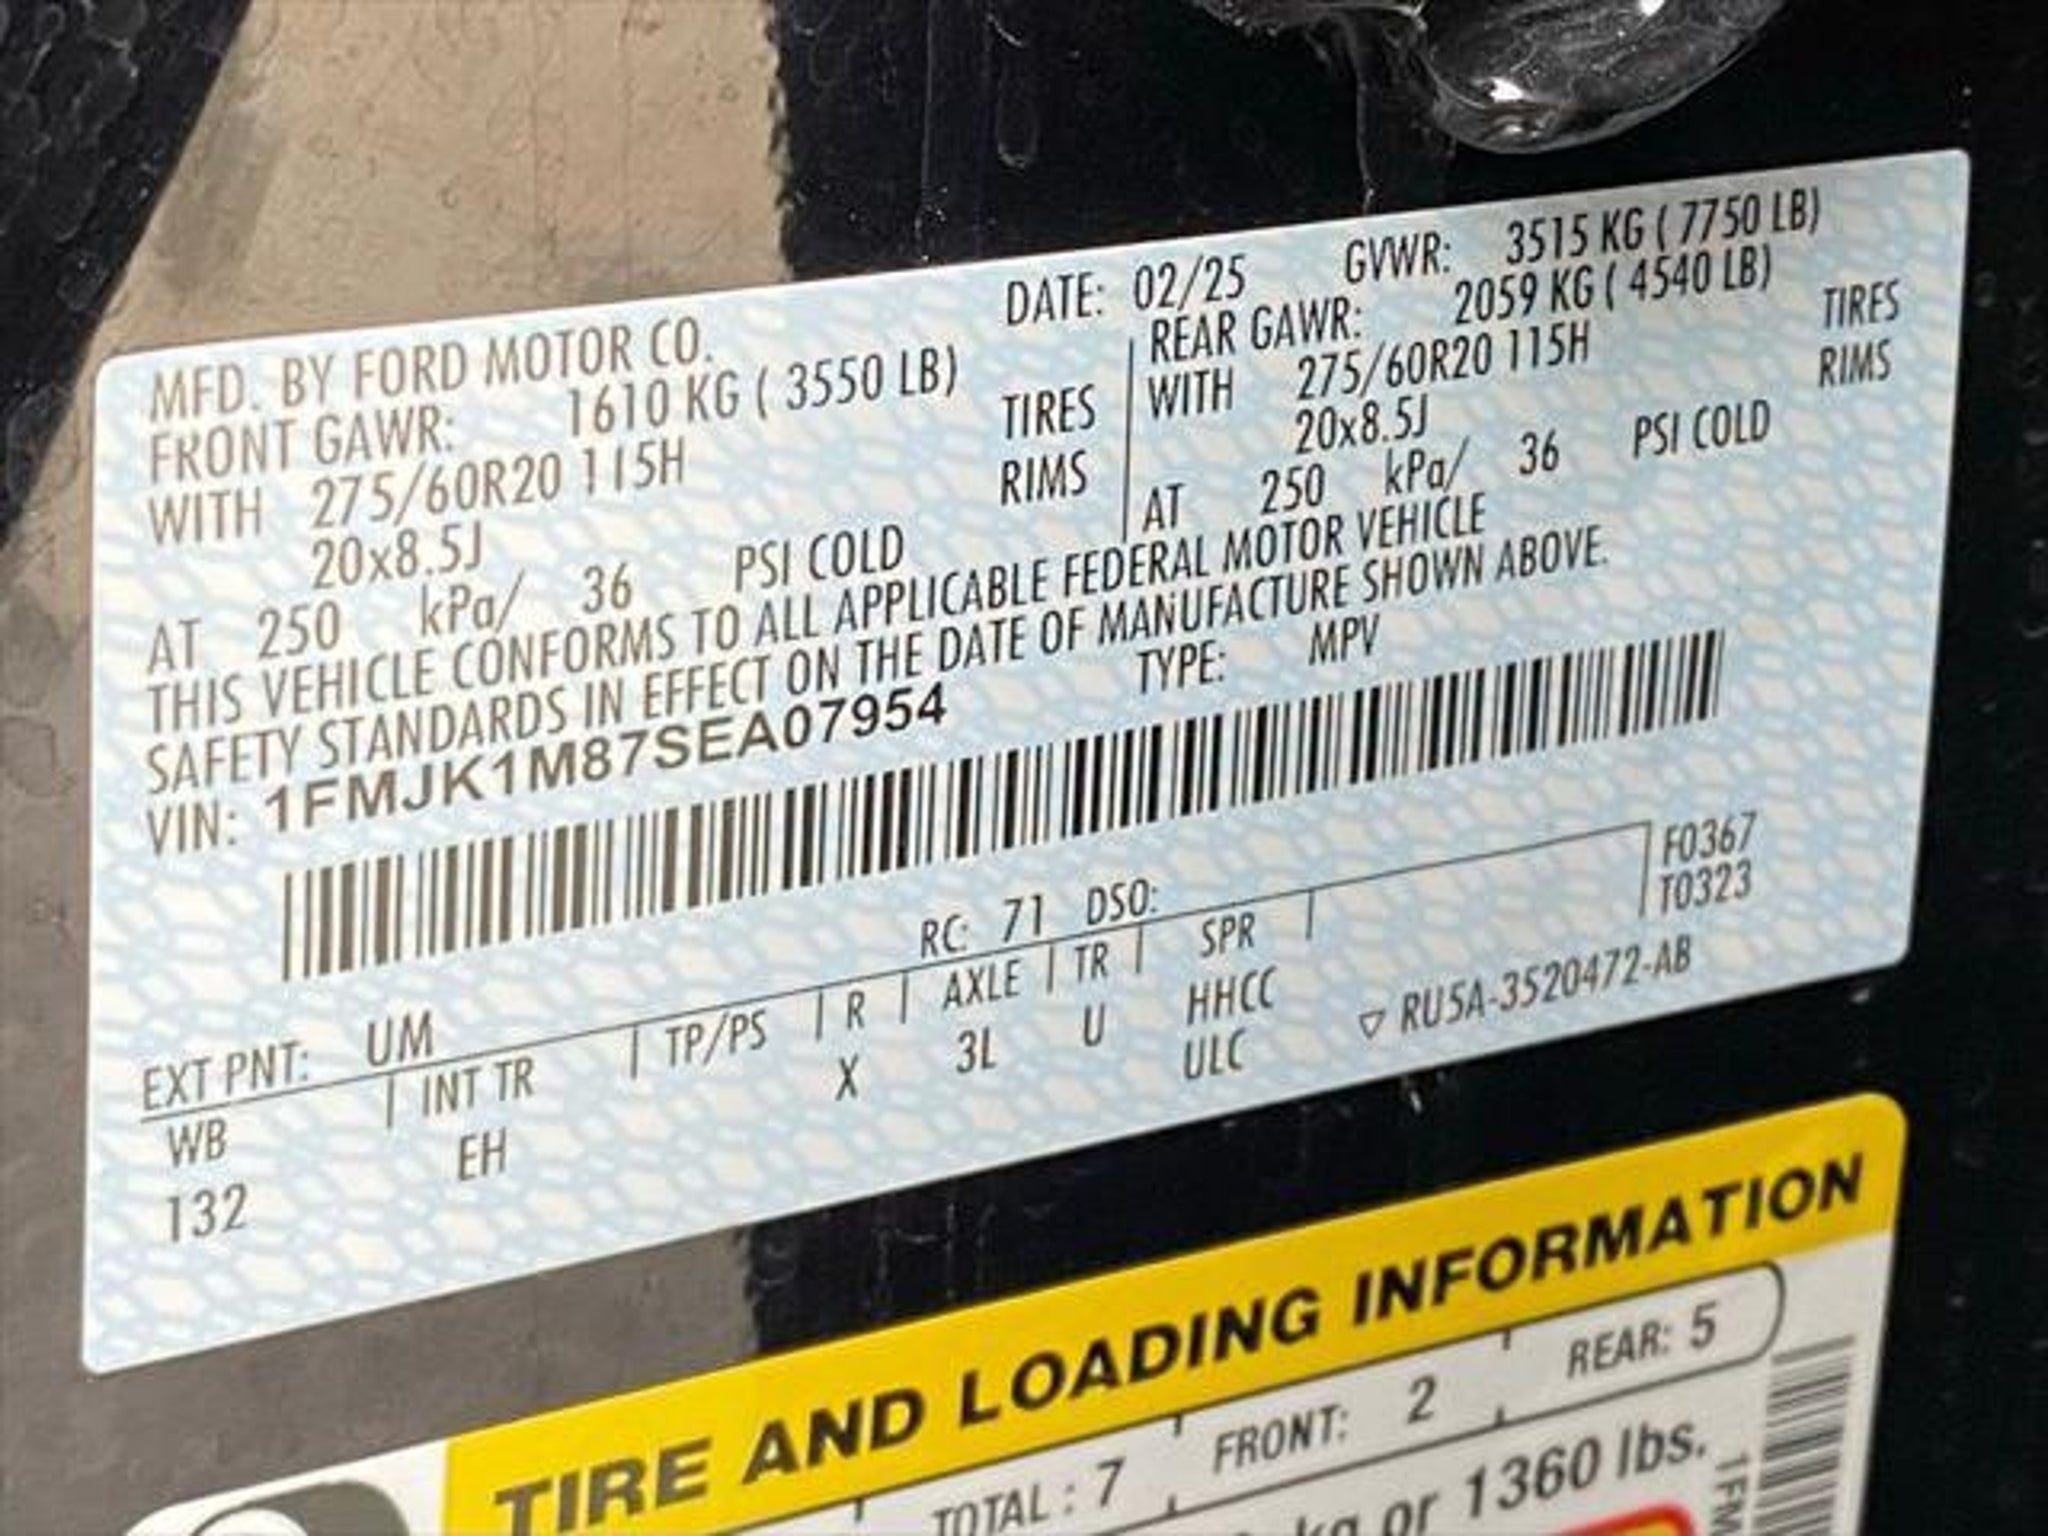 DATE: 02/25 GVWR: 3515 KG ( 7750 LB)
MFD. BY FORD MOTOR CO.
FRONT GAWR: 1610 KG ( 3550 LB)
WITH 275/60R20 115H TIRES
20x8.5J RIMS
AT 250 kPa/ 36 PSI COLD
REAR GAWR: 2059 KG ( 4540 LB)
WITH 275/60R20 115H TIRES
20x8.5J RIMS
AT 250 kPa/ 36 PSI COLD
THIS VEHICLE CONFORMS TO ALL APPLICABLE FEDERAL MOTOR VEHICLE
SAFETY STANDARDS IN EFFECT ON THE DATE OF MANUFACTURE SHOWN ABOVE.
VIN: 1FMJK1M87SEA07954 TYPE: MPV
F0367
T0323
EXT PNT: UM RC: 71 DSO:
WB INT TR TP/PS R AXLE TR SPR
132 EH X 3L U HHCC
ULC
▽ RU5A-3520472-AB
TIRE AND LOADING INFORMATION
TOTAL : 7 FRONT: 2 REAR: 5
kg or 1360 lbs.
1FM